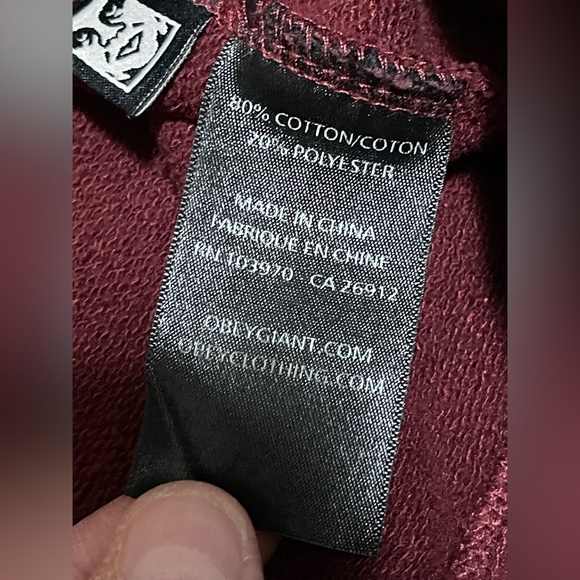 80% COTTON/COTON
20% POLYESTER
MADE IN CHINA
FABRIQUE EN CHINE
RN 103970 CA 26912
OBEYGIANT.COM
OBEYCLOTHING.COM